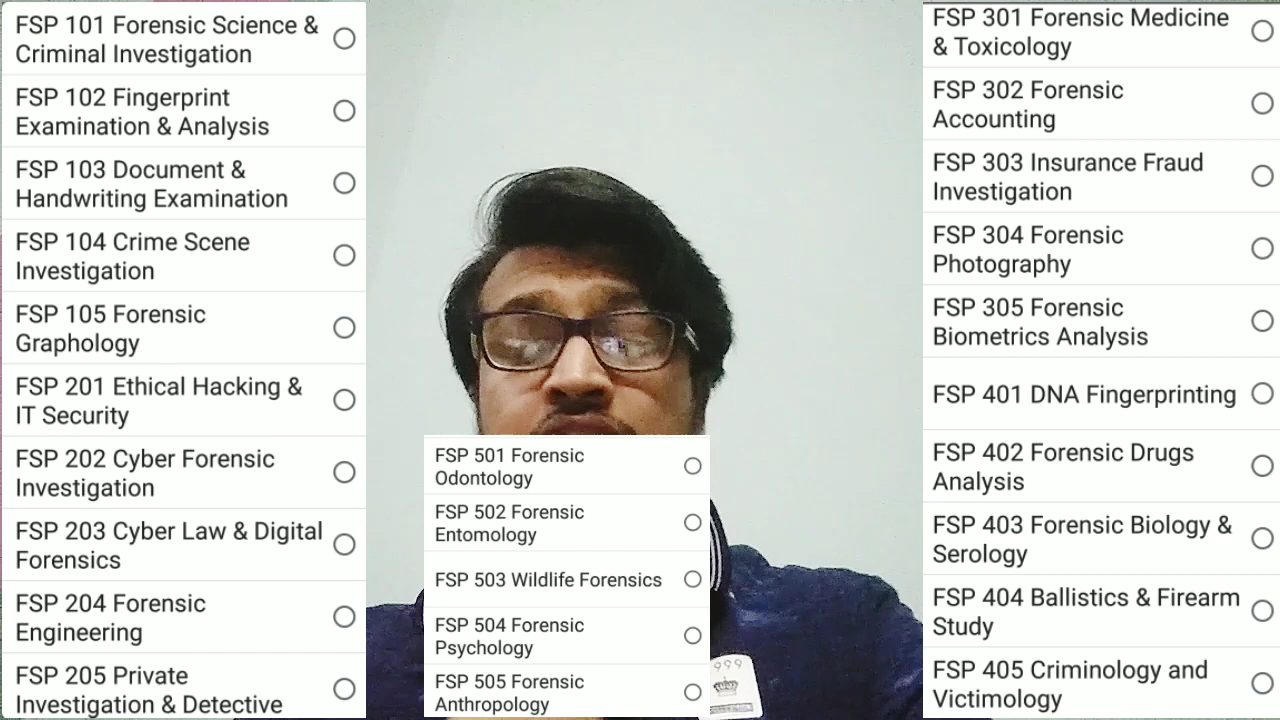 FSP 101 Forensic Science &
Criminal Investigation
FSP 102 Fingerprint
Examination & Analysis
FSP 103 Document &
Handwriting Examination
FSP 104 Crime Scene
Investigation
FSP 105 Forensic
Graphology
FSP 201 Ethical Hacking &
IT Security
FSP 202 Cyber Forensic
Investigation
FSP 203 Cyber Law & Digital
Forensics
FSP 204 Forensic
Engineering
FSP 205 Private
Investigation & Detective
FSP 501 Forensic
Odontology
FSP 502 Forensic
Entomology
FSP 503 Wildlife Forensics
FSP 504 Forensic
Psychology
FSP 505 Forensic
Anthropology
999
FSP 301 Forensic Medicine
& Toxicology
FSP 302 Forensic
Accounting
FSP 303 Insurance Fraud
Investigation
FSP 304 Forensic
Photography
FSP 305 Forensic
Biometrics Analysis
FSP 401 DNA Fingerprinting
FSP 402 Forensic Drugs
Analysis
FSP 403 Forensic Biology &
Serology
FSP 404 Ballistics & Firearm
Study
FSP 405 Criminology and
Victimology